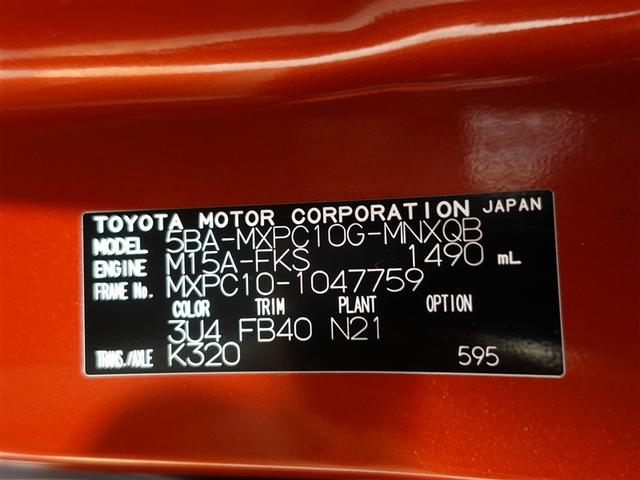 TOYOTA MOTOR CORPORATION JAPAN
MODEL 5BA-MXPC10G-MNXQB
ENGINE M15A-FKS 1490 mL
FRAME No. MXPC10-1047759
COLOR TRIM PLANT OPTION
3U4 FB40 N21
TRANS./AXLE K320 595